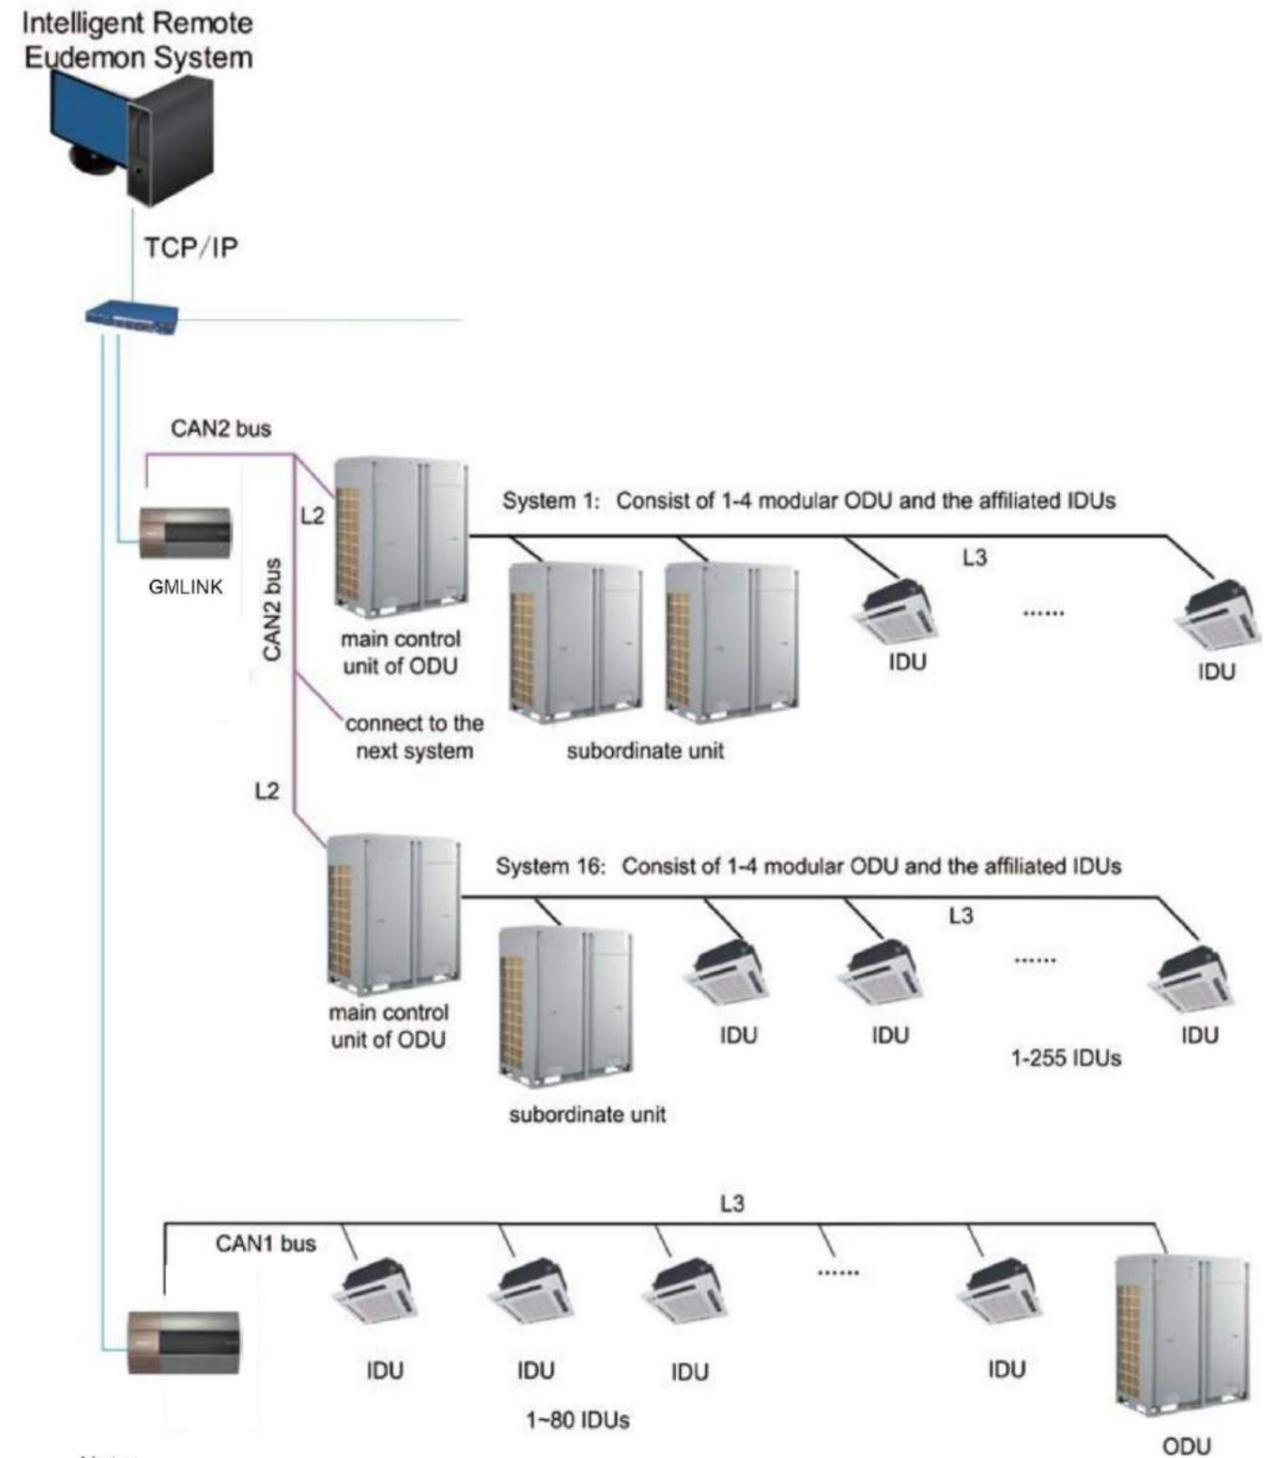 Intelligent Remote
Eudemon System
TCP/IP
CAN2 bus
L2
System 1: Consist of 1-4 modular ODU and the affiliated IDUs
L3
GMLINK
CAN2 bus
main control
unit of ODU
IDU
......
IDU
connect to the
next system
subordinate unit
L2
System 16: Consist of 1-4 modular ODU and the affiliated IDUs
L3
......
main control
unit of ODU
IDU
IDU
IDU
1-255 IDUs
subordinate unit
L3
CAN1 bus
......
IDU
IDU
IDU
IDU
1~80 IDUs
ODU